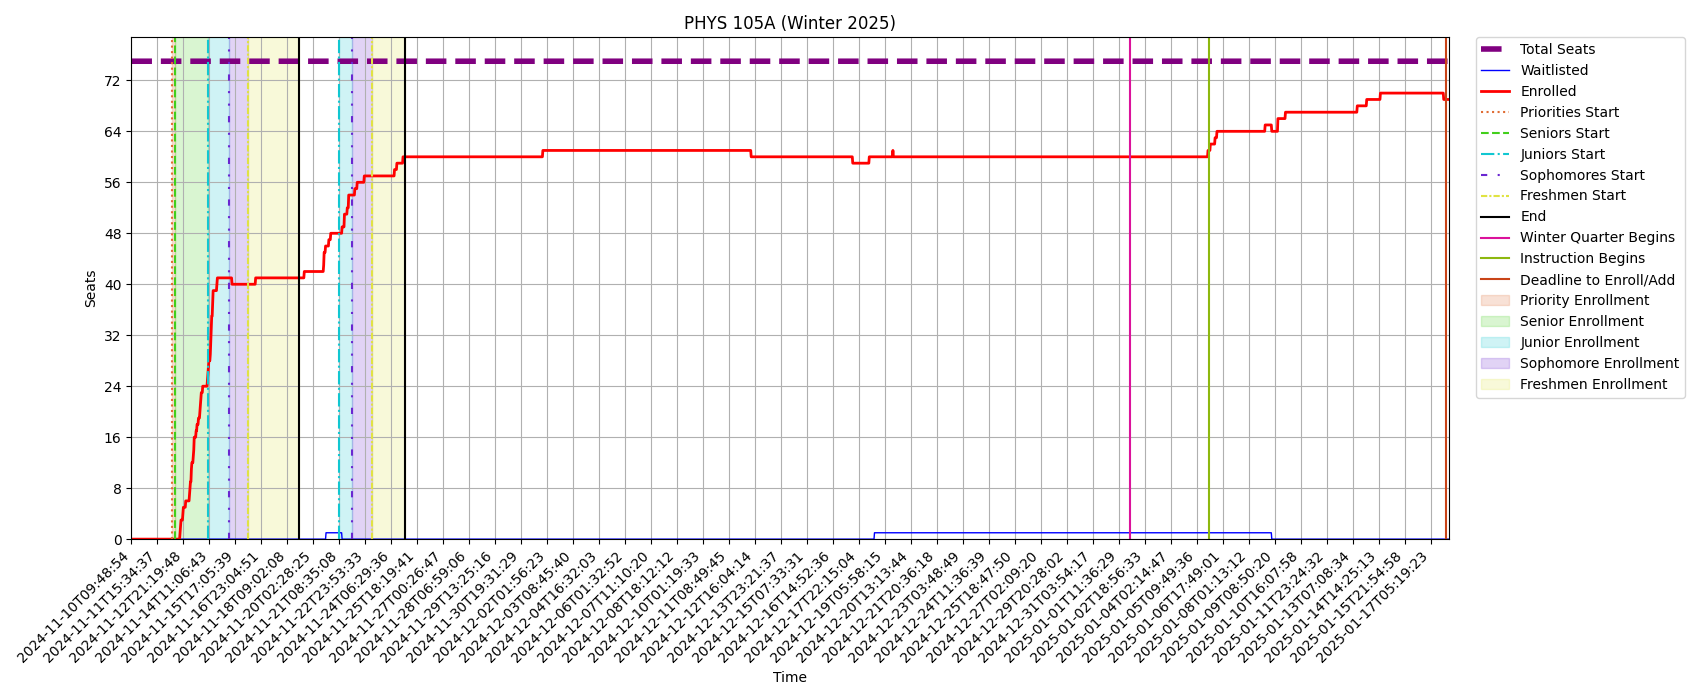 PHYS 105A (Winter 2025)
Seats
72
64
56
48
40
32
24
16
8
0
2024-11-10T09:48:54
2024-11-11T15:34:37
2024-11-12T21:19:48
2024-11-14T11:06:43
2024-11-15T17:05:39
2024-11-16T23:04:51
2024-11-18T09:02:08
2024-11-20T02:28:25
2024-11-21T08:35:08
2024-11-22T23:53:33
2024-11-24T06:29:36
2024-11-25T18:19:41
2024-11-27T00:26:47
2024-11-28T06:59:06
2024-11-29T13:25:16
2024-11-30T19:31:29
2024-12-02T01:56:23
2024-12-03T08:45:40
2024-12-04T16:32:03
2024-12-06T01:32:52
2024-12-07T11:10:20
2024-12-08T18:12:12
2024-12-10T01:19:33
2024-12-11T08:49:45
2024-12-12T16:04:14
2024-12-13T23:21:37
2024-12-15T07:33:31
2024-12-16T14:52:36
2024-12-17T22:15:04
2024-12-19T05:58:15
2024-12-20T13:13:44
2024-12-21T20:36:18
2024-12-23T03:48:49
2024-12-24T11:36:39
2024-12-25T18:47:50
2024-12-27T02:09:20
2024-12-29T20:28:02
2024-12-31T03:54:17
2025-01-01T11:36:29
2025-01-02T18:56:33
2025-01-04T02:14:47
2025-01-05T09:49:36
2025-01-06T17:49:01
2025-01-08T01:13:12
2025-01-09T08:50:20
2025-01-10T16:07:58
2025-01-11T23:24:32
2025-01-13T07:08:34
2025-01-14T14:25:13
2025-01-15T21:54:58
2025-01-17T05:19:23
Time
Total Seats
Waitlisted
Enrolled
Priorities Start
Seniors Start
Juniors Start
Sophomores Start
Freshmen Start
End
Winter Quarter Begins
Instruction Begins
Deadline to Enroll/Add
Priority Enrollment
Senior Enrollment
Junior Enrollment
Sophomore Enrollment
Freshmen Enrollment